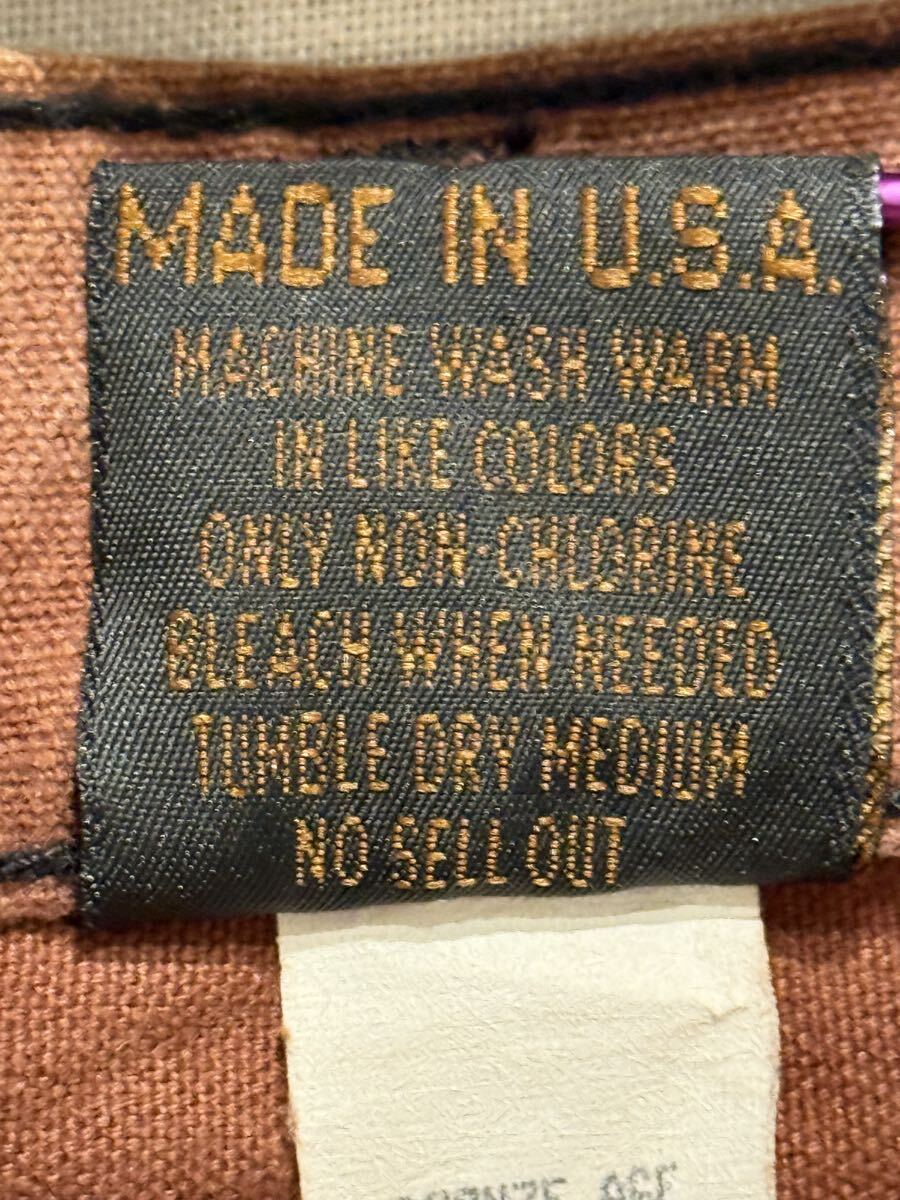 MADE IN U.S.A.
MACHINE WASH WARM
IN LIKE COLORS
ONLY NON-CHLORINE
BLEACH WHEN NEEDED
TUMBLE DRY MEDIUM
NO SELL OUT